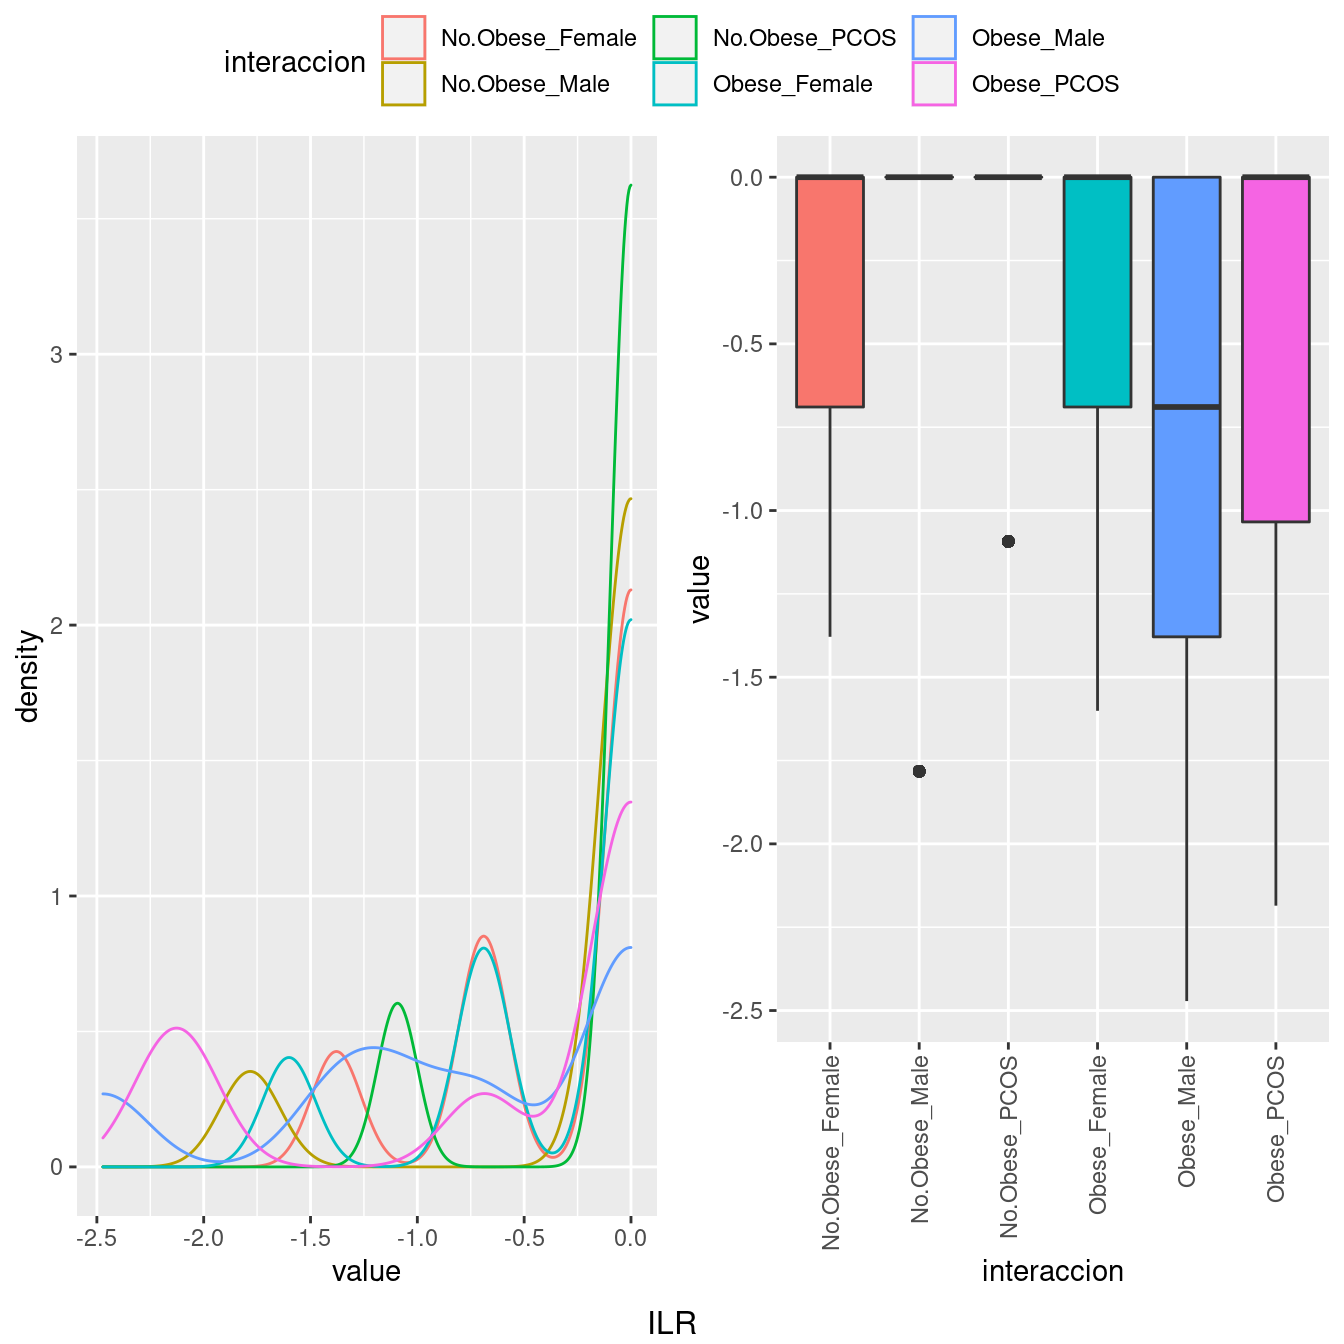 interaccion
No.Obese_Female
No.Obese_PCOS
Obese_Male
No.Obese_Male
Obese_Female
Obese_PCOS
density
3
2
1
0
-2.5
-2.0
-1.5
-1.0
-0.5
0.0
value
value
0.0
-0.5
-1.0
-1.5
-2.0
-2.5
No.Obese_Female
No.Obese_Male
No.Obese_PCOS
Obese_Female
Obese_Male
Obese_PCOS
interaccion
ILR